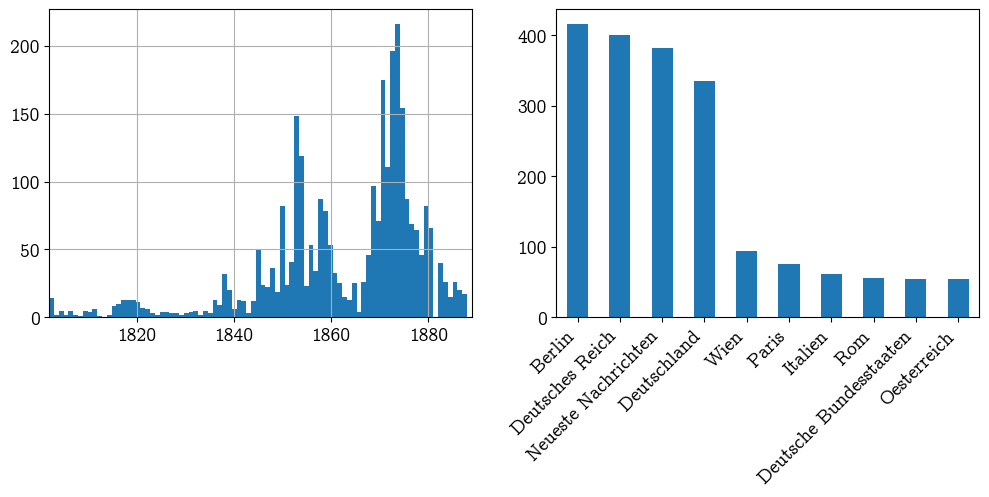 200
150
100
50
0
1820 1840 1860 1880
400
300
200
100
0
Berlin
Deutsches Reich
Neueste Nachrichten
Deutschland
Wien
Paris
Italien
Rom
Deutsche Bundesstaaten
Oesterreich